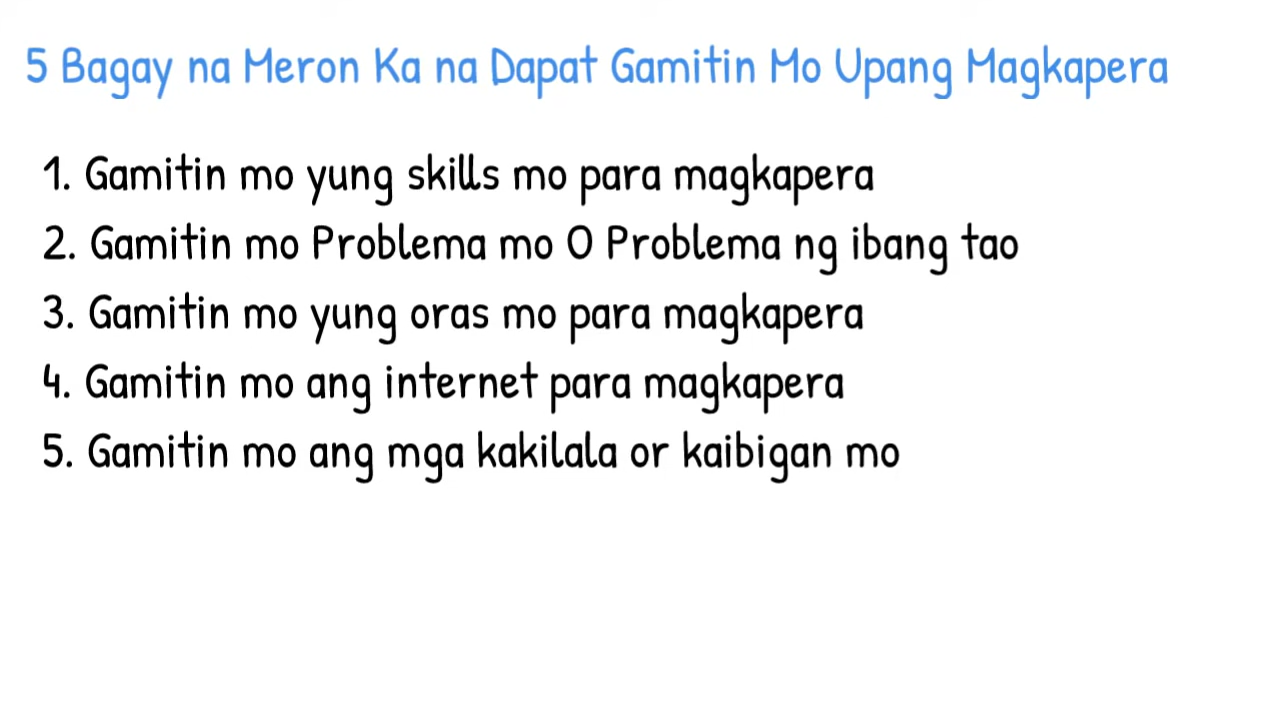 5 Bagay na Meron Ka na Dapat Gamitin Mo Upang Magkapera
1. Gamitin mo yung skills mo para magkapera
2. Gamitin mo Problema mo O Problema ng ibang tao
3. Gamitin mo yung oras mo para magkapera
4. Gamitin mo ang internet para magkapera
5. Gamitin mo ang mga kakilala or kaibigan mo